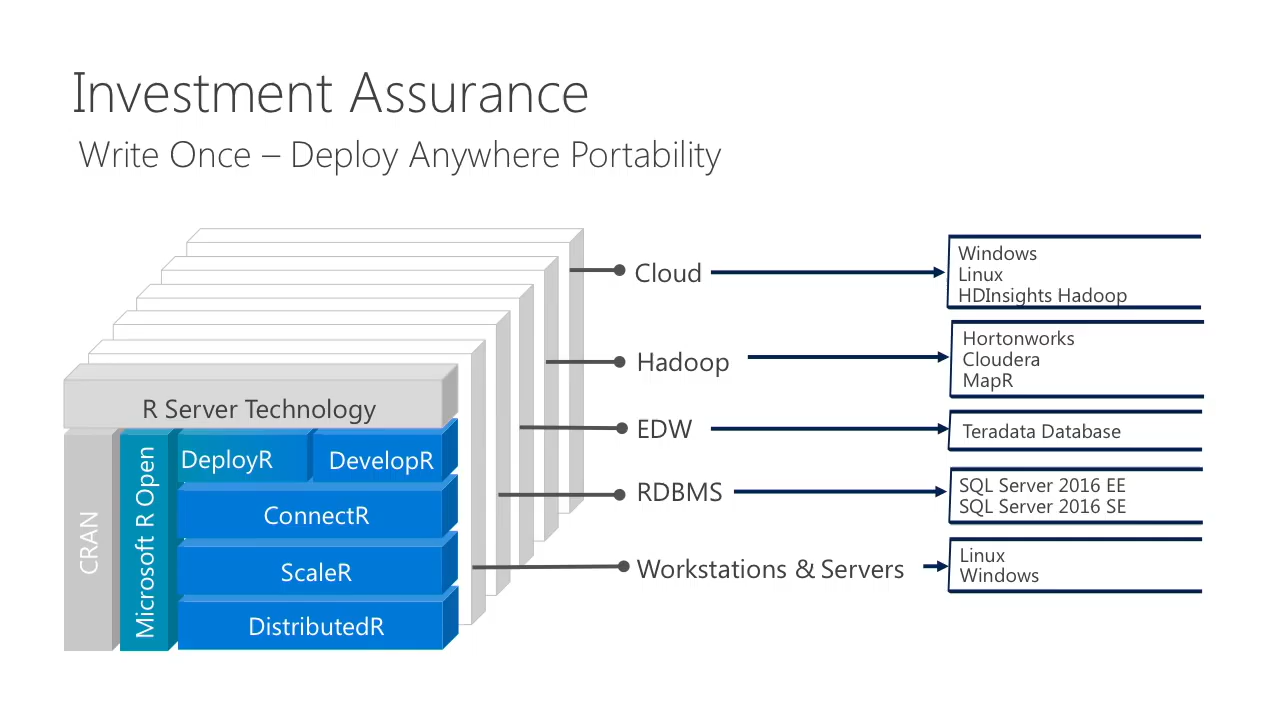 Investment Assurance
Write Once – Deploy Anywhere Portability
R Server Technology
CRAN
Microsoft R Open
DeployR
DevelopR
ConnectR
ScaleR
DistributedR
Cloud
Windows
Linux
HDInsights Hadoop
Hadoop
Hortonworks
Cloudera
MapR
EDW
Teradata Database
RDBMS
SQL Server 2016 EE
SQL Server 2016 SE
Workstations & Servers
Linux
Windows